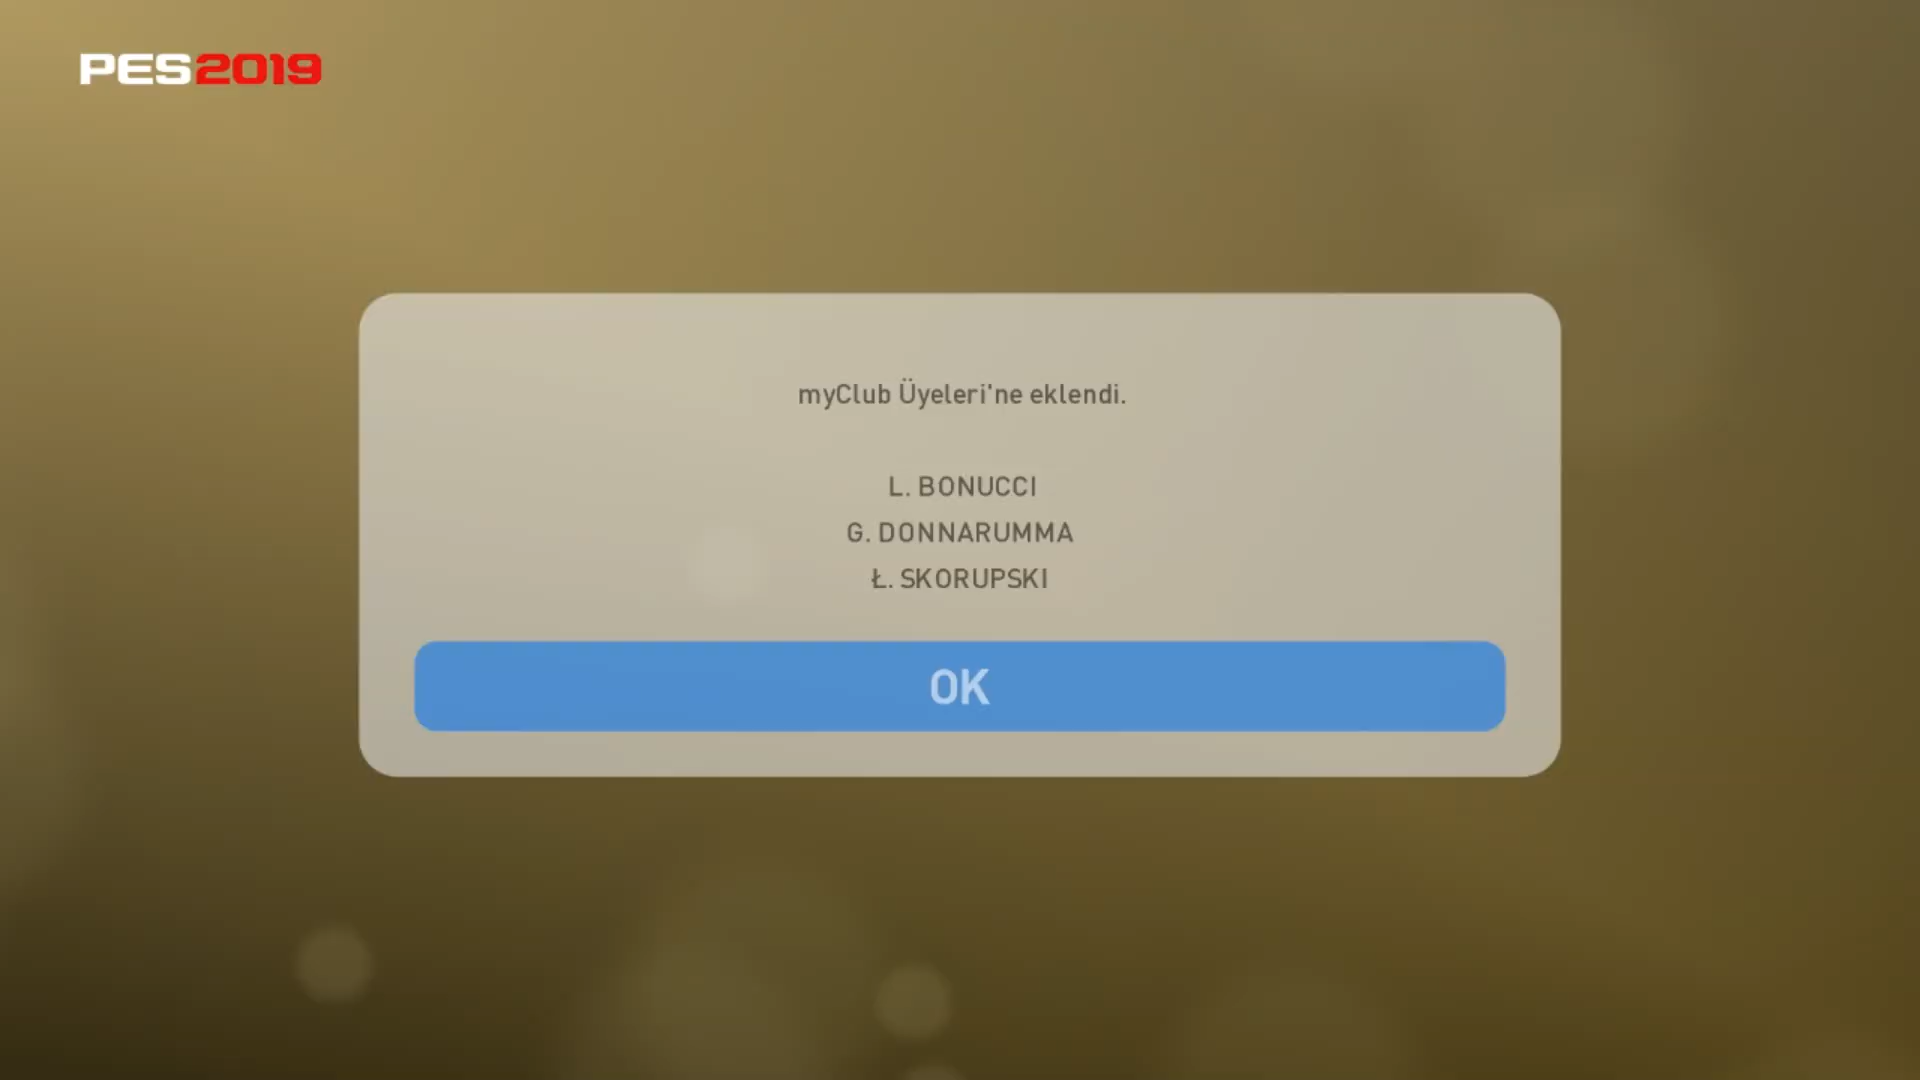 PES2019
myClub Üyeleri'ne eklendi.
L. BONUCCI
G. DONNARUMMA
Ł. SKORUPSKI
OK